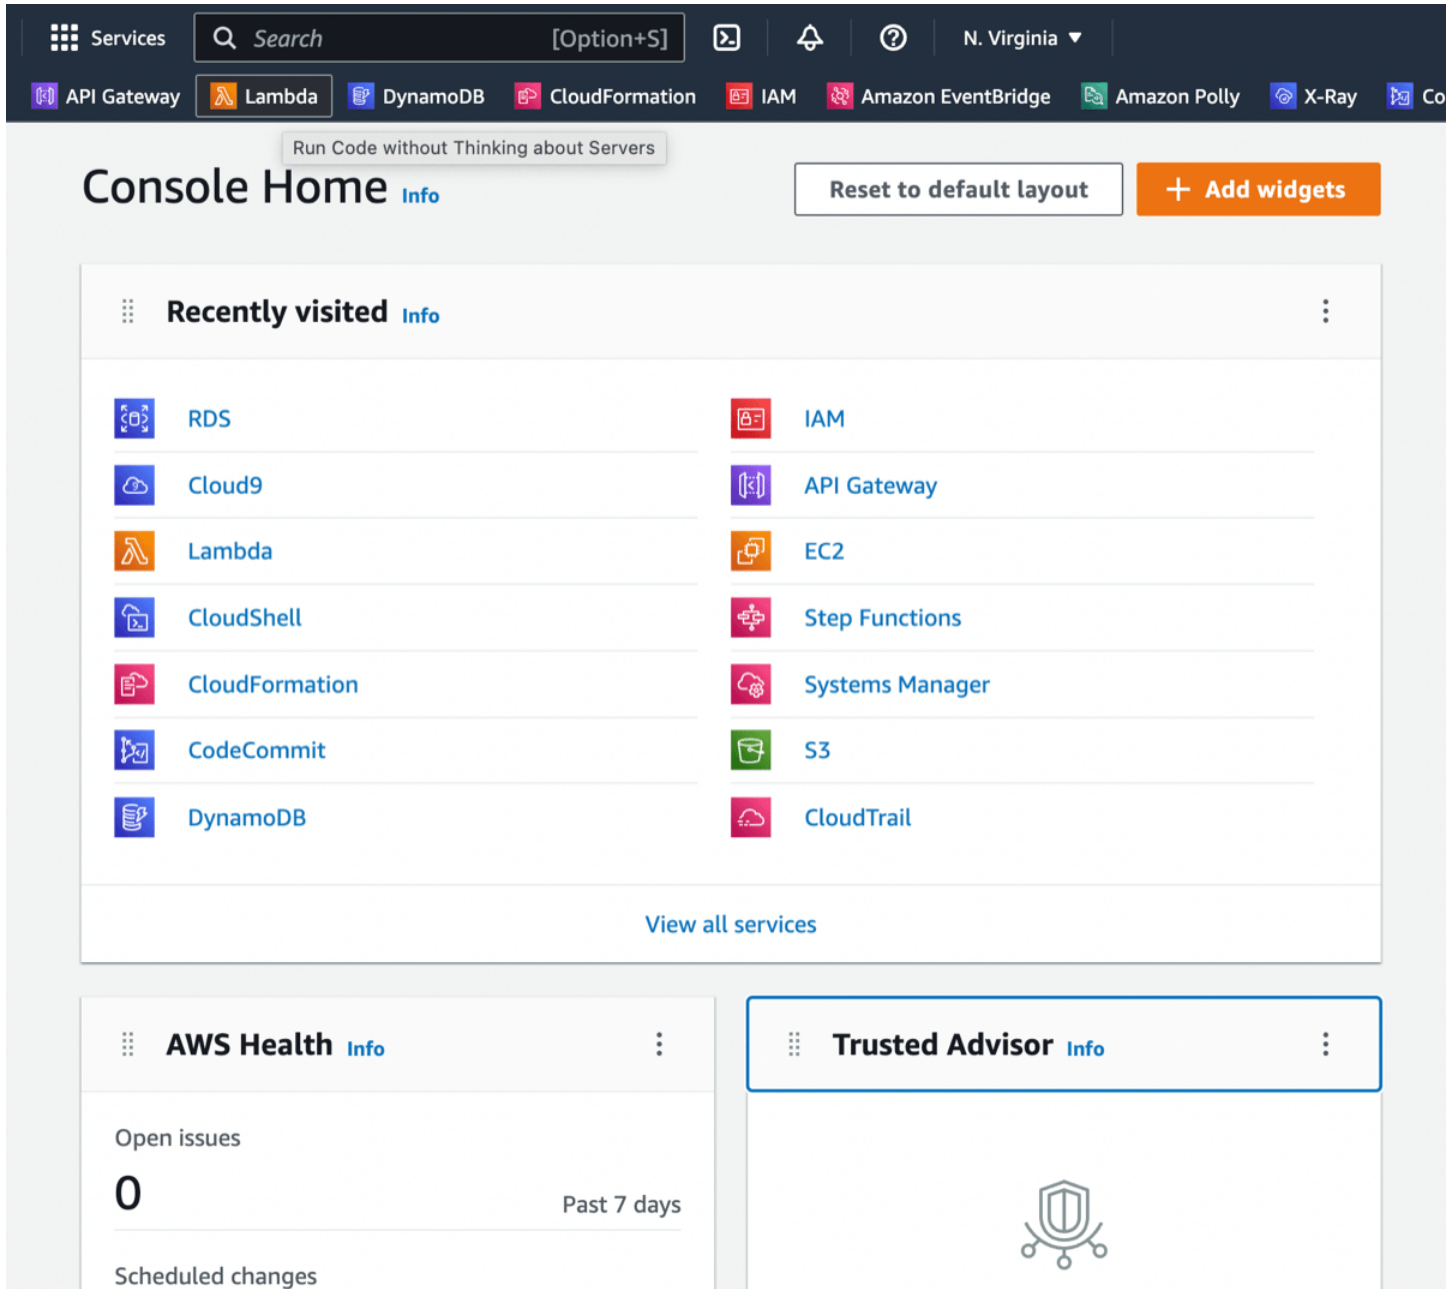 Services Search [Option+S] N. Virginia ▼
API Gateway Lambda DynamoDB CloudFormation IAM Amazon EventBridge Amazon Polly X-Ray Co
Run Code without Thinking about Servers
Console Home Info
Reset to default layout
+ Add widgets
Recently visited Info
RDS
Cloud9
Lambda
CloudShell
CloudFormation
CodeCommit
DynamoDB
IAM
API Gateway
EC2
Step Functions
Systems Manager
S3
CloudTrail
View all services
AWS Health Info
Open issues
0
Past 7 days
Scheduled changes
Trusted Advisor Info